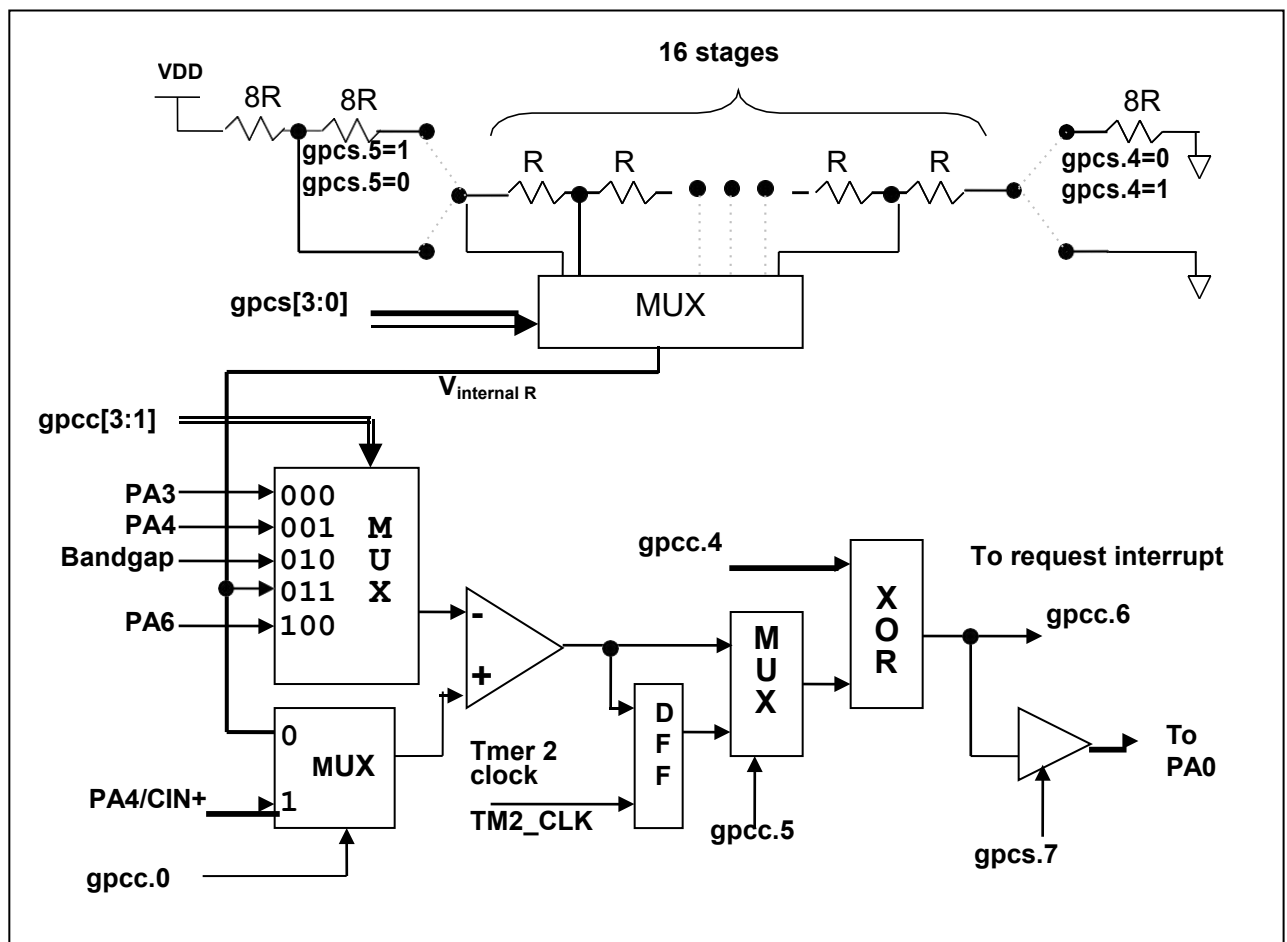 16 stages
VDD
8R
8R
8R
gpcs.5=1
gpcs.5=0
R
R
R
R
gpcs.4=0
gpcs.4=1
gpcs[3:0]
MUX
Vinternal R
gpcc[3:1]
PA3
000
PA4
001
Bandgap
010
011
PA6
100
M
U
X
-
+
gpcc.4
To request interrupt
X
O
R
gpcc.6
M
U
X
D
F
F
0
MUX
1
PA4/CIN+
Tmer 2
clock
TM2_CLK
gpcc.5
To
PA0
gpcs.7
gpcc.0